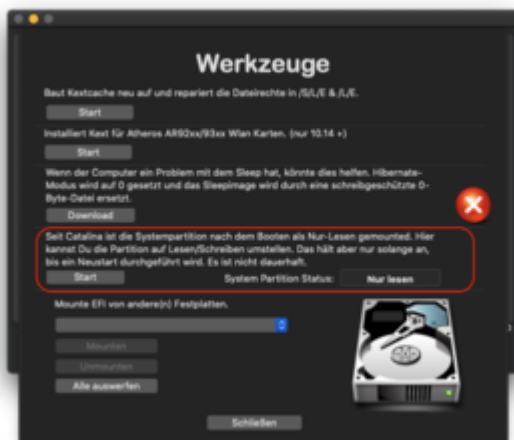 Werkzeuge
Baut Kextcache neu auf und repariert die Dateirechte in /S/L/E & /L/E.
Start
Installiert Kext für Atheros AR92xx/93xx Wlan Karten. (nur 10.14 +)
Start
Wenn der Computer ein Problem mit dem Sleep hat, könnte dies helfen. Hibernate-
Modus wird auf 0 gesetzt und das Sleepimage wird durch eine schreibgeschützte 0-
Byte-Datei ersetzt.
Download
Seit Catalina ist die Systempartition nach dem Booten als Nur-Lesen gemounted. Hier
kannst Du die Partition auf Lesen/Schreiben umstellen. Das hält aber nur solange an,
bis ein Neustart durchgeführt wird. Es ist nicht dauerhaft.
Start System Partition Status: Nur lesen
Mounte EFI von andere(n) Festplatten.
Mounten
Unmounten
Alle auswerfen
Schließen